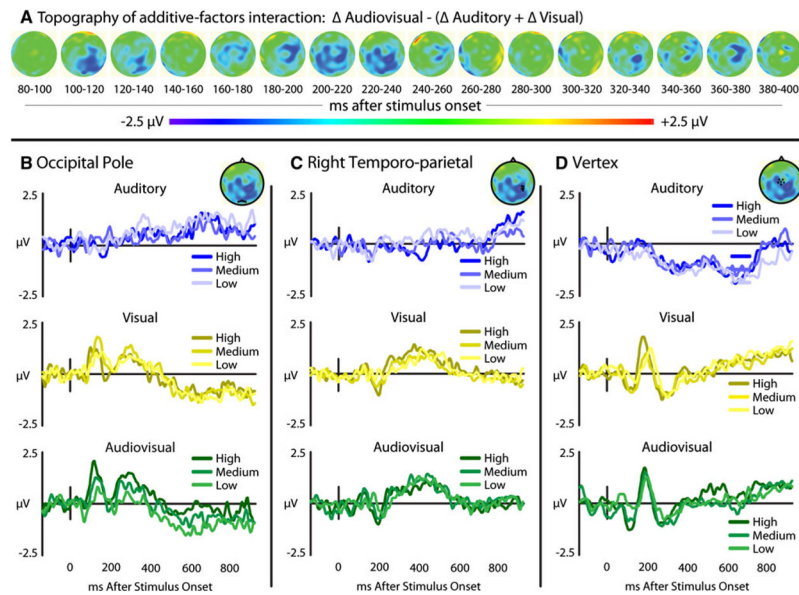 A Topography of additive-factors interaction: Δ Audiovisual - (Δ Auditory + Δ Visual)
80-100 100-120 120-140 140-160 160-180 180-200 200-220 220-240 240-260 260-280 280-300 300-320 320-340 340-360 360-380 380-400
ms after stimulus onset
-2.5 µV +2.5 µV
B Occipital Pole
Auditory
2.5
µV
-2.5
High
Medium
Low
Visual
2.5
µV
-2.5
High
Medium
Low
Audiovisual
2.5
µV
-2.5
High
Medium
Low
0 200 400 600 800
ms After Stimulus Onset
C Right Temporo-parietal
Auditory
2.5
µV
-2.5
High
Medium
Low
Visual
2.5
µV
-2.5
High
Medium
Low
Audiovisual
2.5
µV
-2.5
High
Medium
Low
0 200 400 600 800
ms After Stimulus Onset
D Vertex
Auditory
2.5
µV
-2.5
High
Medium
Low
Visual
2.5
µV
-2.5
High
Medium
Low
Audiovisual
2.5
µV
-2.5
High
Medium
Low
0 200 400 600 800
ms After Stimulus Onset